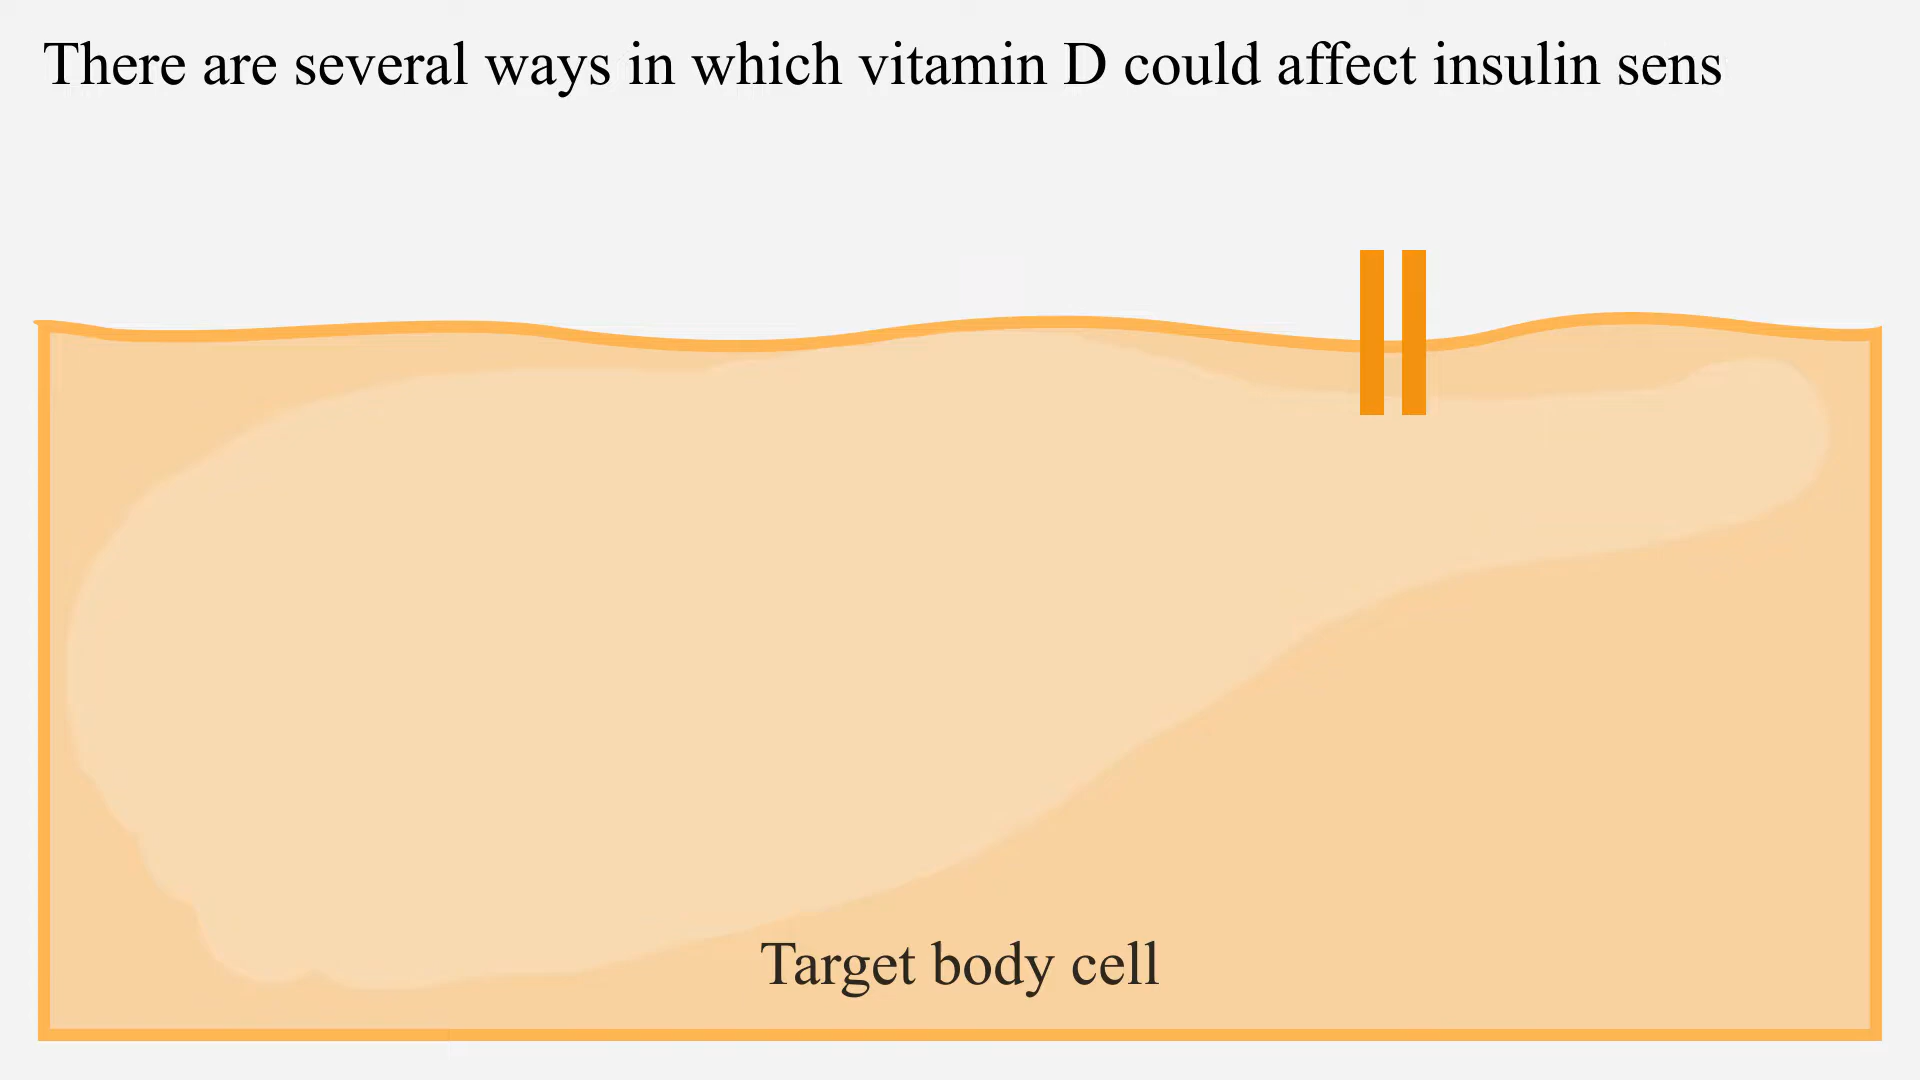 There are several ways in which vitamin D could affect insulin sens
Target body cell